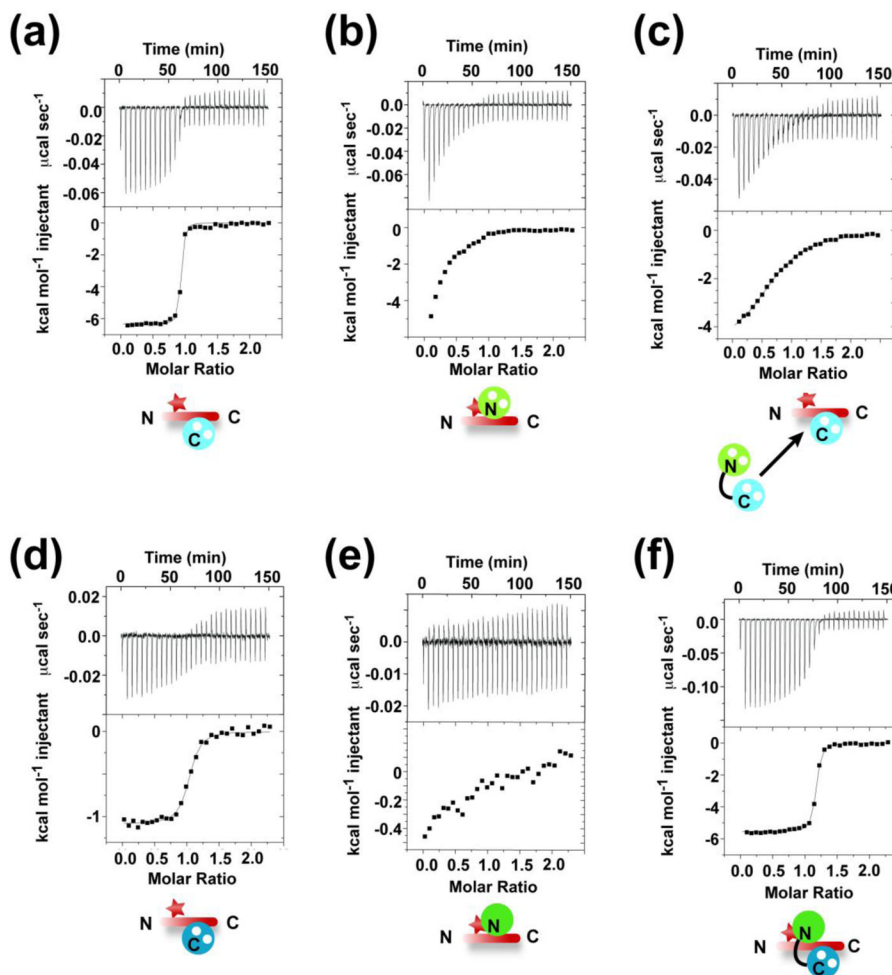 (a)
Time (min)
0 50 100 150
0.0
-0.02
-0.04
-0.06
μcal sec⁻¹
0
-2
-4
-6
kcal mol⁻¹ injectant
0.0 0.5 1.0 1.5 2.0
Molar Ratio
N C
C
(b)
Time (min)
0 50 100 150
0.0
-0.02
-0.04
-0.06
-0.08
μcal sec⁻¹
0
-2
-4
kcal mol⁻¹ injectant
0.0 0.5 1.0 1.5 2.0
Molar Ratio
N N C
(c)
Time (min)
0 50 100 150
0.0
-0.02
-0.04
μcal sec⁻¹
0
-2
-4
kcal mol⁻¹ injectant
0.0 0.5 1.0 1.5 2.0
Molar Ratio
N C
C
N
C
(d)
Time (min)
0 50 100 150
0.02
0.0
-0.02
μcal sec⁻¹
0
-1
kcal mol⁻¹ injectant
0.0 0.5 1.0 1.5 2.0
Molar Ratio
N C
C
(e)
Time (min)
0 50 100 150
0.0
-0.01
-0.02
μcal sec⁻¹
0
-0.2
-0.4
kcal mol⁻¹ injectant
0.0 0.5 1.0 1.5 2.0
Molar Ratio
N N C
(f)
Time (min)
0 50 100 150
0.0
-0.05
-0.10
μcal sec⁻¹
0
-2
-4
-6
kcal mol⁻¹ injectant
0.0 0.5 1.0 1.5 2.0
Molar Ratio
N N C
C